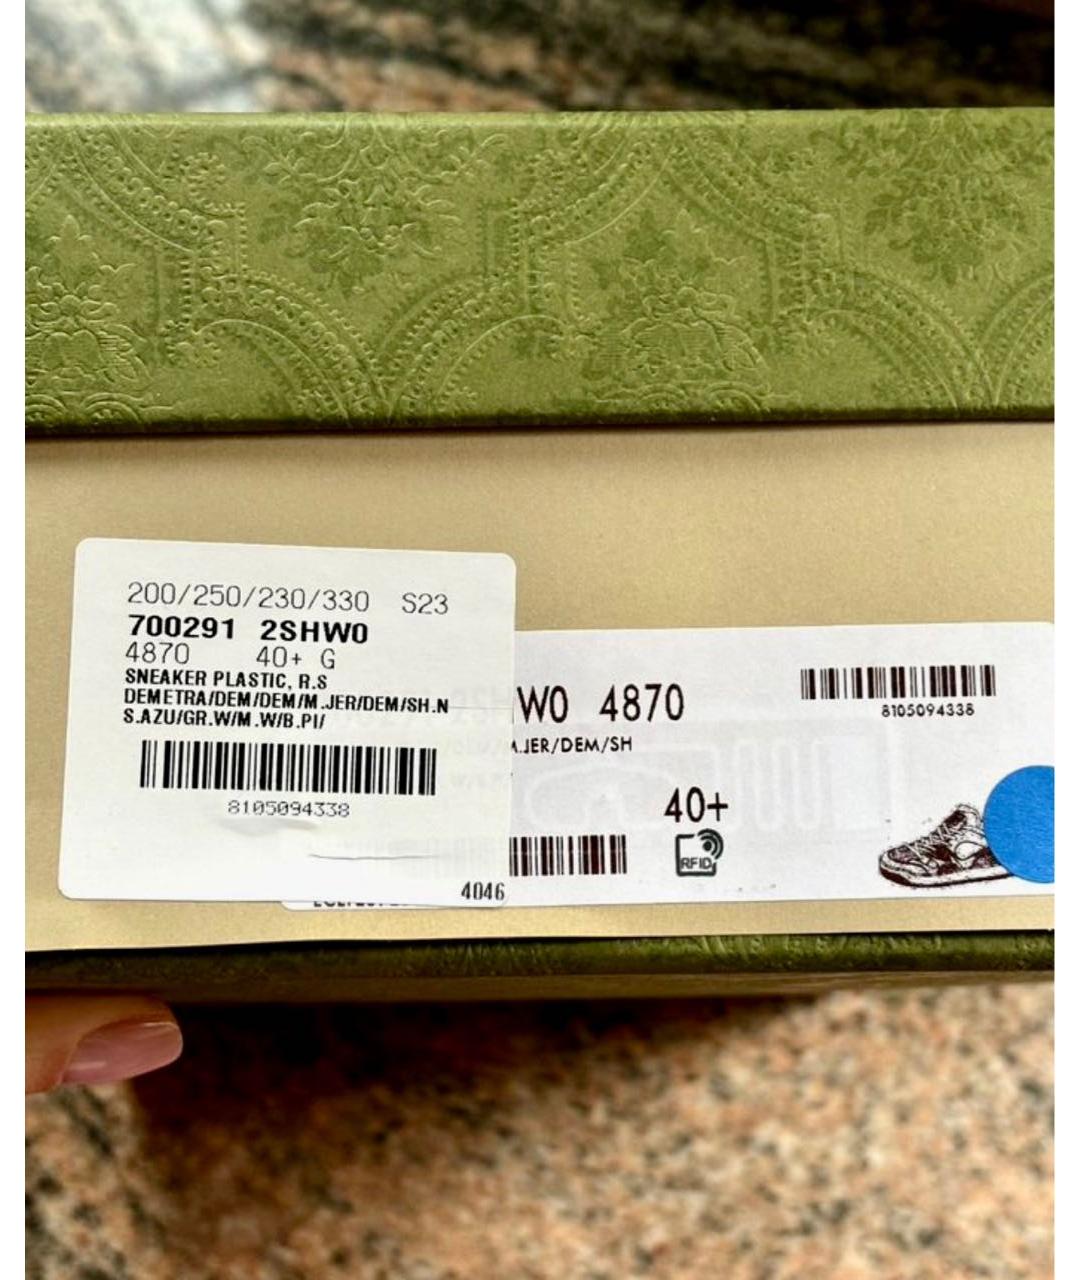 200/250/230/330 S23
700291 2SHW0
4870 40+ G
SNEAKER PLASTIC, R.S
DEMETRA/DEM/DEM/M.JER/DEM/SH.N
S.AZU/GR.W/M.W/B.PI/
8105094338
4046
W0 4870
.JER/DEM/SH
8105094338
40+
RFID